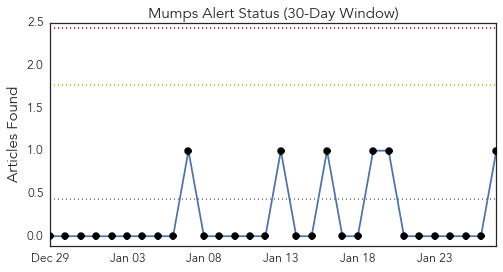 Mumps Alert Status (30-Day Window)
Articles Found
2.5
2.0
1.5
1.0
0.5
0.0
Dec 29 Jan 03 Jan 08 Jan 13 Jan 18 Jan 23